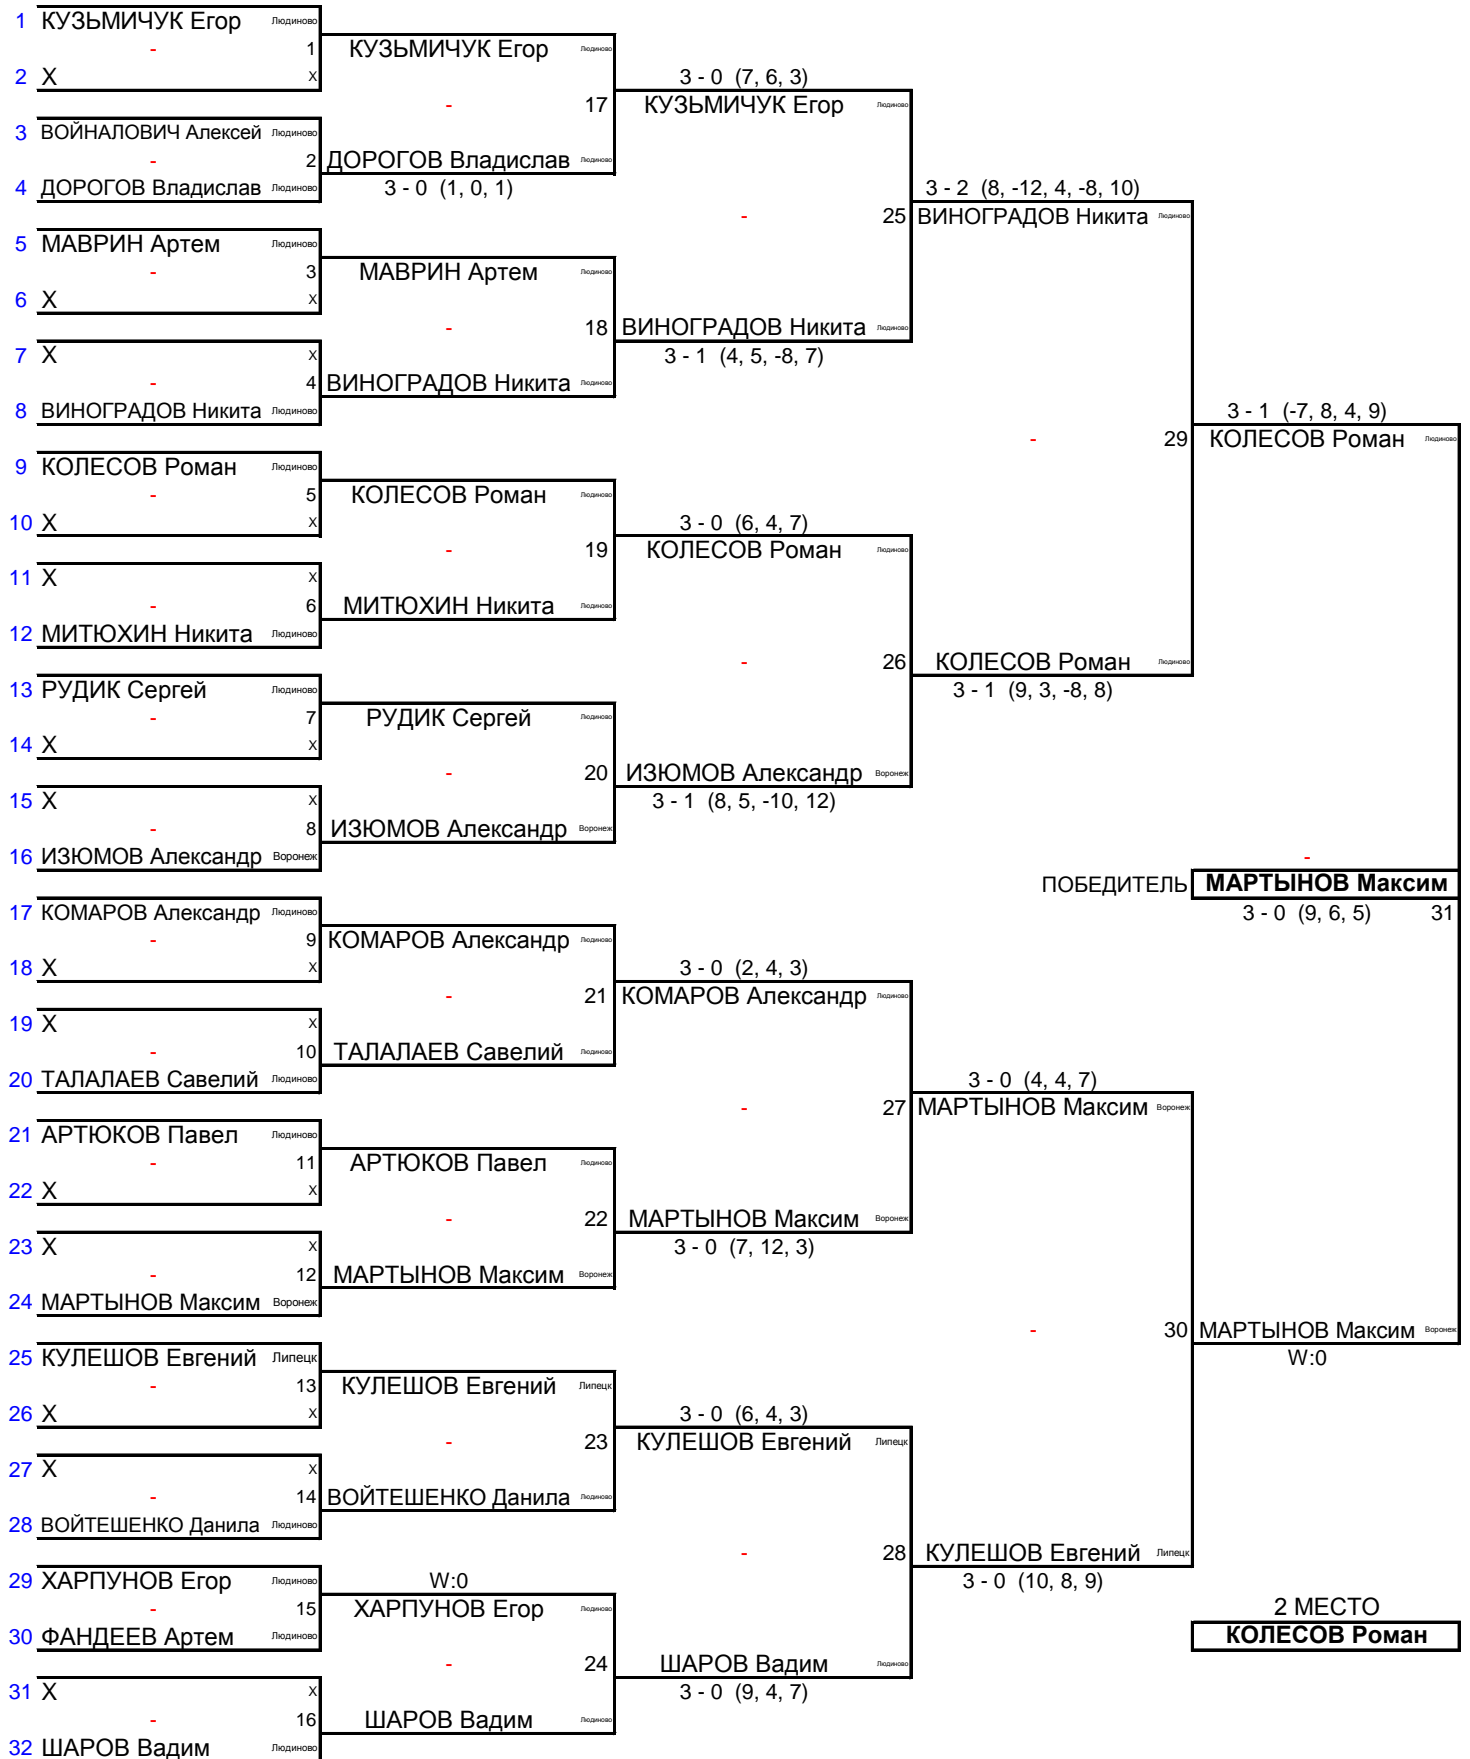 1 КУЗЬМИЧУК Егор Людиново
- 1 КУЗЬМИЧУК Егор Людиново
2 X X 3 - 0 (7, 6, 3)
- 17 КУЗЬМИЧУК Егор Людиново
3 ВОЙНАЛОВИЧ Алексей Людиново
- 2 ДОРОГОВ Владислав Людиново
4 ДОРОГОВ Владислав Людиново 3 - 0 (1, 0, 1) 3 - 2 (8, -12, 4, -8, 10)
- 25 ВИНОГРАДОВ Никита Людиново
5 МАВРИН Артем Людиново
- 3 МАВРИН Артем Людиново
6 X X
- 18 ВИНОГРАДОВ Никита Людиново
7 X X 3 - 1 (4, 5, -8, 7)
- 4 ВИНОГРАДОВ Никита Людиново
8 ВИНОГРАДОВ Никита Людиново 3 - 1 (-7, 8, 4, 9)
- 29 КОЛЕСОВ Роман Людиново
9 КОЛЕСОВ Роман Людиново
- 5 КОЛЕСОВ Роман Людиново
10 X X 3 - 0 (6, 4, 7)
- 19 КОЛЕСОВ Роман Людиново
11 X X
- 6 МИТЮХИН Никита Людиново
12 МИТЮХИН Никита Людиново
- 26 КОЛЕСОВ Роман Людиново
13 РУДИК Сергей Людиново 3 - 1 (9, 3, -8, 8)
- 7 РУДИК Сергей Людиново
14 X X
- 20 ИЗЮМОВ Александр Воронеж
15 X X 3 - 1 (8, 5, -10, 12)
- 8 ИЗЮМОВ Александр Воронеж
16 ИЗЮМОВ Александр Воронеж -
ПОБЕДИТЕЛЬ МАРТЫНОВ Максим
17 КОМАРОВ Александр Людиново 3 - 0 (9, 6, 5) 31
- 9 КОМАРОВ Александр Людиново
18 X X 3 - 0 (2, 4, 3)
- 21 КОМАРОВ Александр Людиново
19 X X
- 10 ТАЛАЛАЕВ Савелий Людиново
20 ТАЛАЛАЕВ Савелий Людиново 3 - 0 (4, 4, 7)
- 27 МАРТЫНОВ Максим Воронеж
21 АРТЮКОВ Павел Людиново
- 11 АРТЮКОВ Павел Людиново
22 X X
- 22 МАРТЫНОВ Максим Воронеж
23 X X 3 - 0 (7, 12, 3)
- 12 МАРТЫНОВ Максим Воронеж
24 МАРТЫНОВ Максим Воронеж
- 30 МАРТЫНОВ Максим Воронеж
25 КУЛЕШОВ Евгений Липецк W:0
- 13 КУЛЕШОВ Евгений Липецк
26 X X 3 - 0 (6, 4, 3)
- 23 КУЛЕШОВ Евгений Липецк
27 X X
- 14 ВОЙТЕШЕНКО Данила Людиново
28 ВОЙТЕШЕНКО Данила Людиново
- 28 КУЛЕШОВ Евгений Липецк
29 ХАРПУНОВ Егор Людиново W:0 3 - 0 (10, 8, 9)
- 15 ХАРПУНОВ Егор Людиново 2 МЕСТО
30 ФАНДЕЕВ Артем Людиново КОЛЕСОВ Роман
- 24 ШАРОВ Вадим Людиново
31 X X 3 - 0 (9, 4, 7)
- 16 ШАРОВ Вадим Людиново
32 ШАРОВ Вадим Людиново